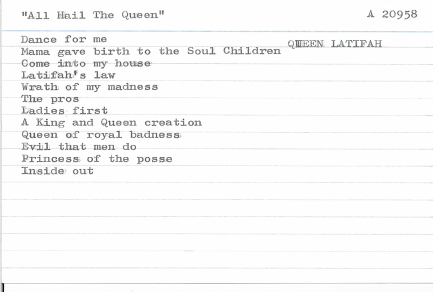 "All Hail The Queen"
A 20958
Dance for me
QUEEN LATIFAH
Mama gave birth to the Soul Children
Come into my house
Latifah's law
Wrath of my madness
The pros
Ladies first
A King and Queen creation
Queen of royal badness
Evil that men do
Princess of the posse
Inside out